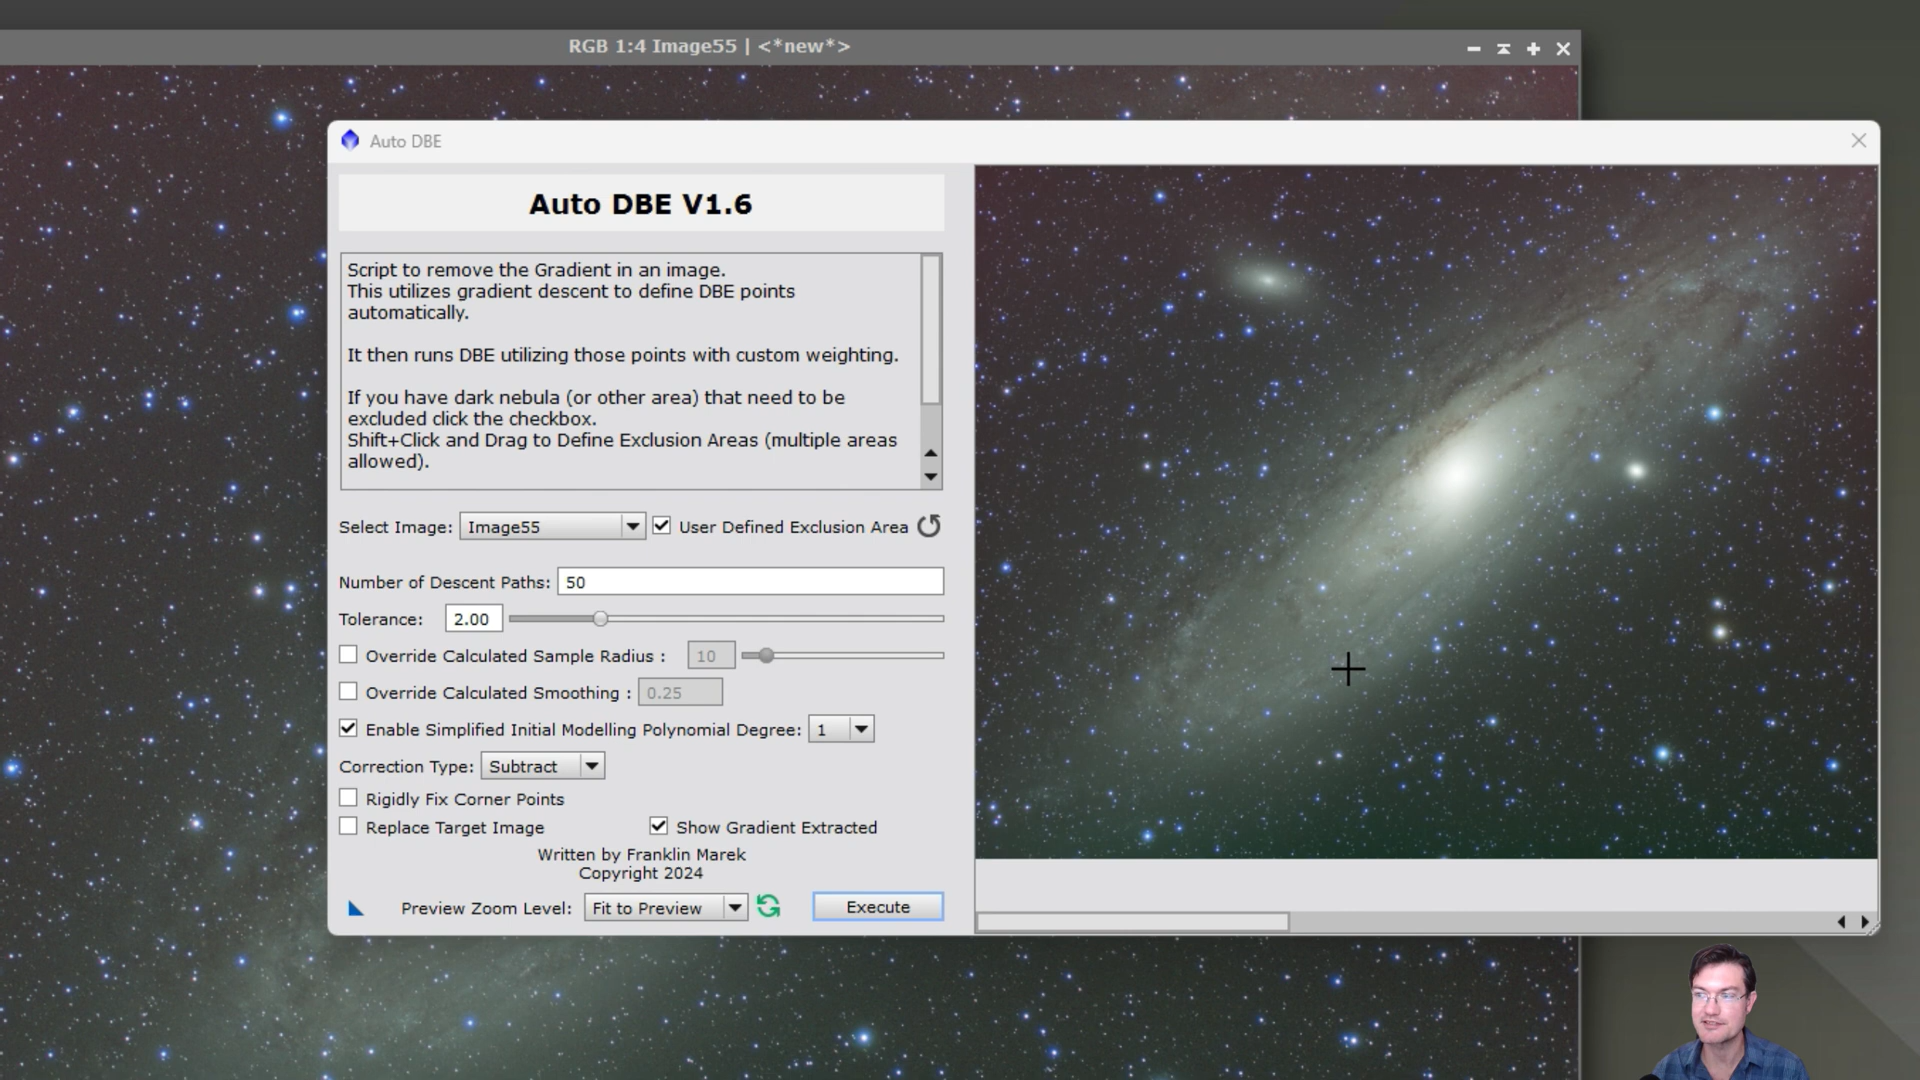 RGB 1:4 Image55 | <*new*>
Auto DBE
Auto DBE V1.6
Script to remove the Gradient in an image.
This utilizes gradient descent to define DBE points
automatically.
It then runs DBE utilizing those points with custom weighting.
If you have dark nebula (or other area) that need to be
excluded click the checkbox.
Shift+Click and Drag to Define Exclusion Areas (multiple areas
allowed).
Select Image: Image55 User Defined Exclusion Area
Number of Descent Paths: 50
Tolerance: 2.00
Override Calculated Sample Radius : 10
Override Calculated Smoothing : 0.25
Enable Simplified Initial Modelling Polynomial Degree: 1
Correction Type: Subtract
Rigidly Fix Corner Points
Replace Target Image Show Gradient Extracted
Written by Franklin Marek
Copyright 2024
Preview Zoom Level: Fit to Preview Execute